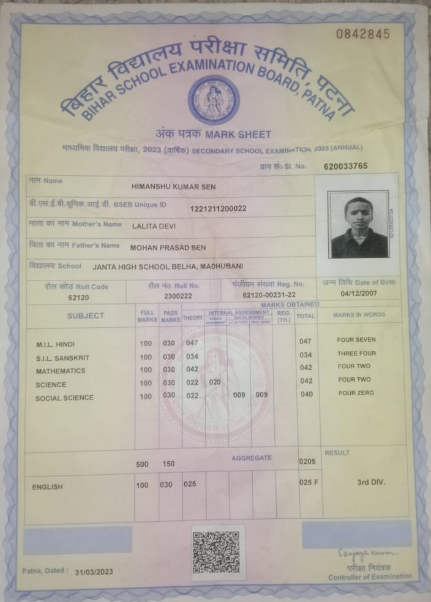 0842845
बिहार विद्यालय परीक्षा समिति, पटना
BIHAR SCHOOL EXAMINATION BOARD, PATNA
अंक पत्रक MARK SHEET
माध्यमिक विद्यालय परीक्षा, 2023 (वार्षिक) SECONDARY SCHOOL EXAMINATION, 2023 (ANNUAL)
क्रम सं० Sl. No. 620033765
नाम Name HIMANSHU KUMAR SEN
बी.एस.ई.बी.यूनिक.आई.डी. BSEB Unique ID 1221211200022
माता का नाम Mother's Name LALITA DEVI
पिता का नाम Father's Name MOHAN PRASAD SEN
विद्यालय School JANTA HIGH SCHOOL BELHA, MADHUBANI
रौल कोड Roll Code रौल नं० Roll No. पंजीयन संख्या Reg. No. जन्म तिथि Date of Birth
62120 2300222 62120-00231-22 04/12/2007
MARKS OBTAINED
SUBJECT FULL MARKS PASS MARKS THEORY INTERNAL ASSESSMENT REG. (TH.) TOTAL MARKS IN WORDS
M.I.L. HINDI 100 030 047 047 FOUR SEVEN
S.I.L. SANSKRIT 100 030 034 034 THREE FOUR
MATHEMATICS 100 030 042 042 FOUR TWO
SCIENCE 100 030 022 020 042 FOUR TWO
SOCIAL SCIENCE 100 030 022 009 009 040 FOUR ZERO
500 150 AGGREGATE 0205 RESULT
ENGLISH 100 030 025 025 F 3rd DIV.
Patna, Dated : 31/03/2023
परीक्षा नियंत्रक
Controller of Examination